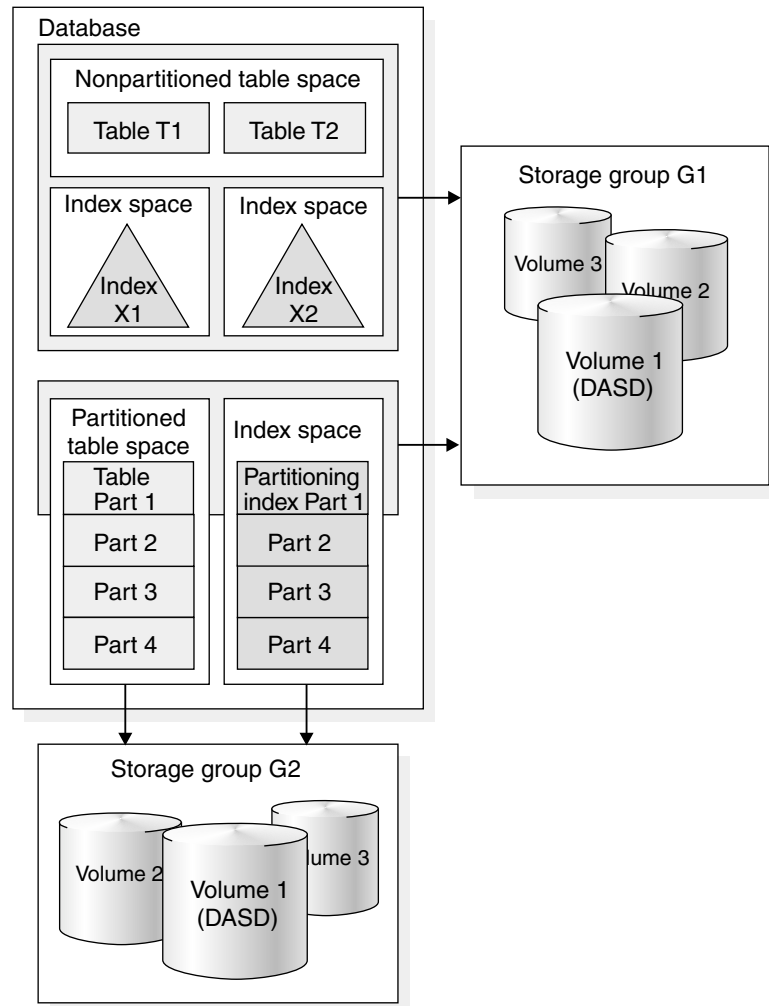 Database
Nonpartitioned table space
Table T1
Table T2
Index space
Index
X1
Index space
Index
X2
Storage group G1
Volume 3
Volume 2
Volume 1
(DASD)
Partitioned
table space
Table
Part 1
Part 2
Part 3
Part 4
Index space
Partitioning
index Part 1
Part 2
Part 3
Part 4
Storage group G2
Volume 2
Volume 1
(DASD)
lume 3